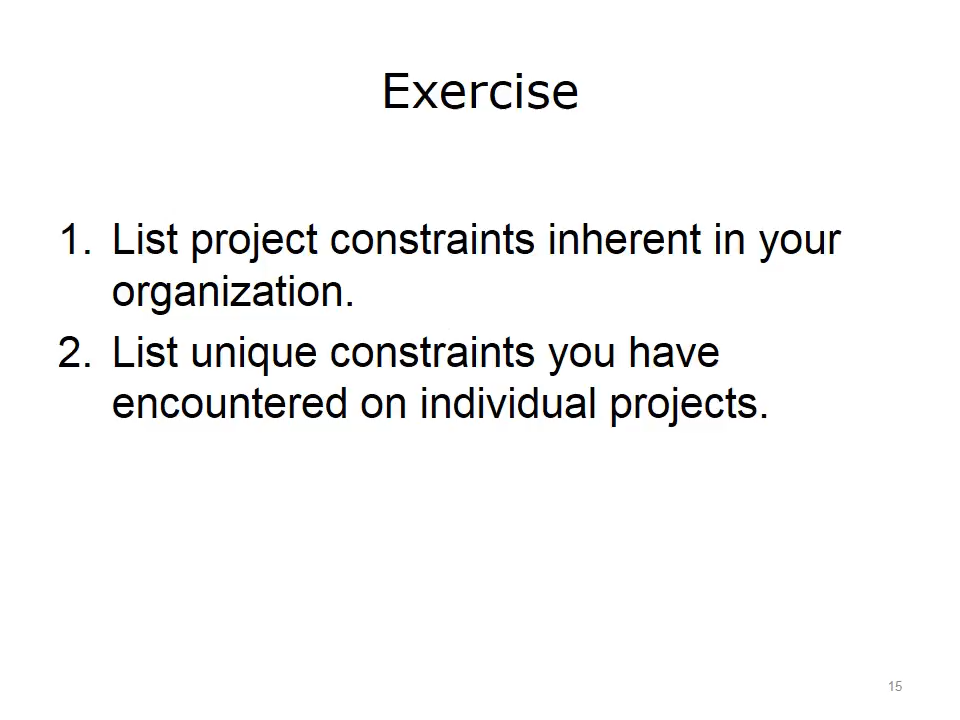 Exercise
1. List project constraints inherent in your
organization.
2. List unique constraints you have
encountered on individual projects.
15